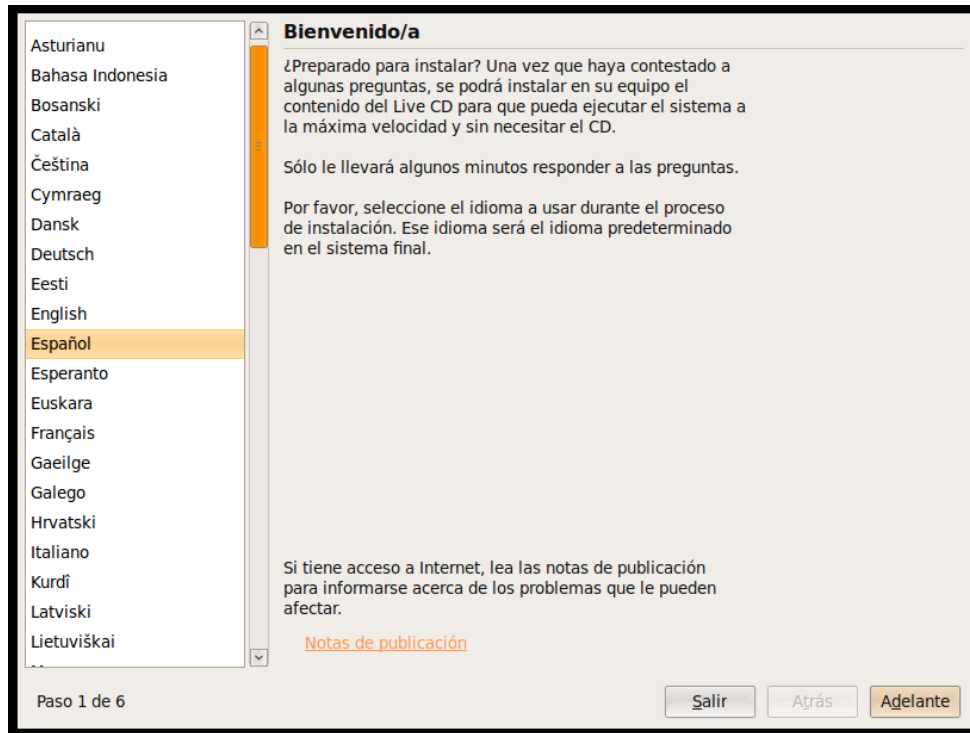 Asturianu
Bahasa Indonesia
Bosanski
Català
Čeština
Cymraeg
Dansk
Deutsch
Eesti
English
Español
Esperanto
Euskara
Français
Gaeilge
Galego
Hrvatski
Italiano
Kurdî
Latviski
Lietuviškai
Bienvenido/a
¿Preparado para instalar? Una vez que haya contestado a
algunas preguntas, se podrá instalar en su equipo el
contenido del Live CD para que pueda ejecutar el sistema a
la máxima velocidad y sin necesitar el CD.
Sólo le llevará algunos minutos responder a las preguntas.
Por favor, seleccione el idioma a usar durante el proceso
de instalación. Ese idioma será el idioma predeterminado
en el sistema final.
Si tiene acceso a Internet, lea las notas de publicación
para informarse acerca de los problemas que le pueden
afectar.
Notas de publicación
Paso 1 de 6
Salir
Atrás
Adelante